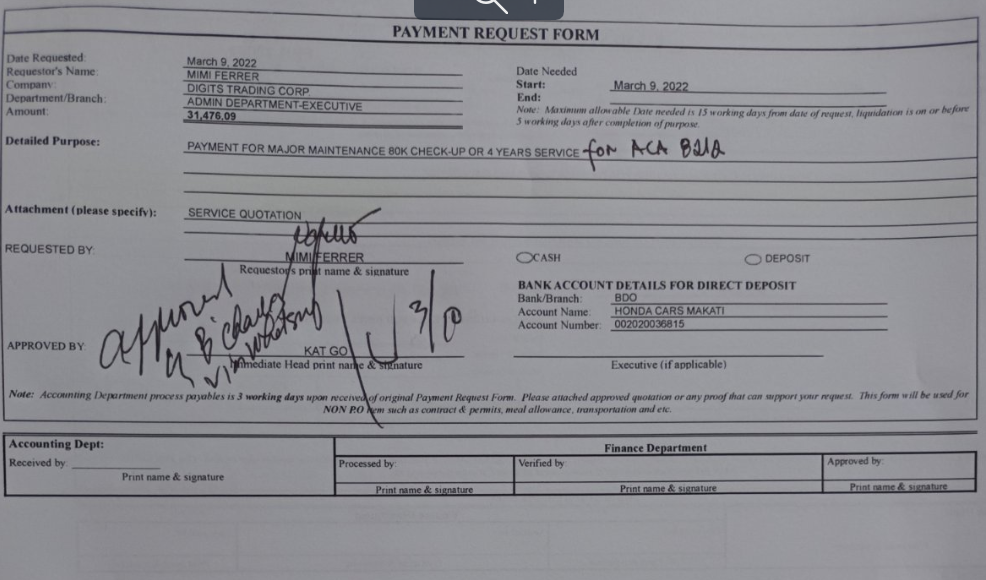 PAYMENT REQUEST FORM
Date Requested: March 9, 2022
Requestor's Name: MIMI FERRER
Company: DIGITS TRADING CORP.
Department/Branch: ADMIN DEPARTMENT-EXECUTIVE
Amount: 31,476.09
Date Needed
Start: March 9, 2022
End:
Note: Maximum allowable Date needed is 15 working days from date of request, liquidation is on or before
5 working days after completion of purpose.
Detailed Purpose: PAYMENT FOR MAJOR MAINTENANCE 80K CHECK-UP OR 4 YEARS SERVICE for ACA
Attachment (please specify): SERVICE QUOTATION
REQUESTED BY: MIMI FERRER
Requestor's print name & signature
CASH DEPOSIT
BANK ACCOUNT DETAILS FOR DIRECT DEPOSIT
Bank/Branch: BDO
Account Name: HONDA CARS MAKATI
Account Number: 002020036815
approved
3/10
APPROVED BY: KAT GO
Immediate Head print name & signature
Executive (if applicable)
Note: Accounting Department process payables is 3 working days upon received of original Payment Request Form. Please attached approved quotation or any proof that can support your request. This form will be used for
NON P.O item such as contract & permits, meal allowance, transportation and etc.
Accounting Dept:
Received by:
Print name & signature
Finance Department
Processed by: Verified by: Approved by:
Print name & signature Print name & signature Print name & signature